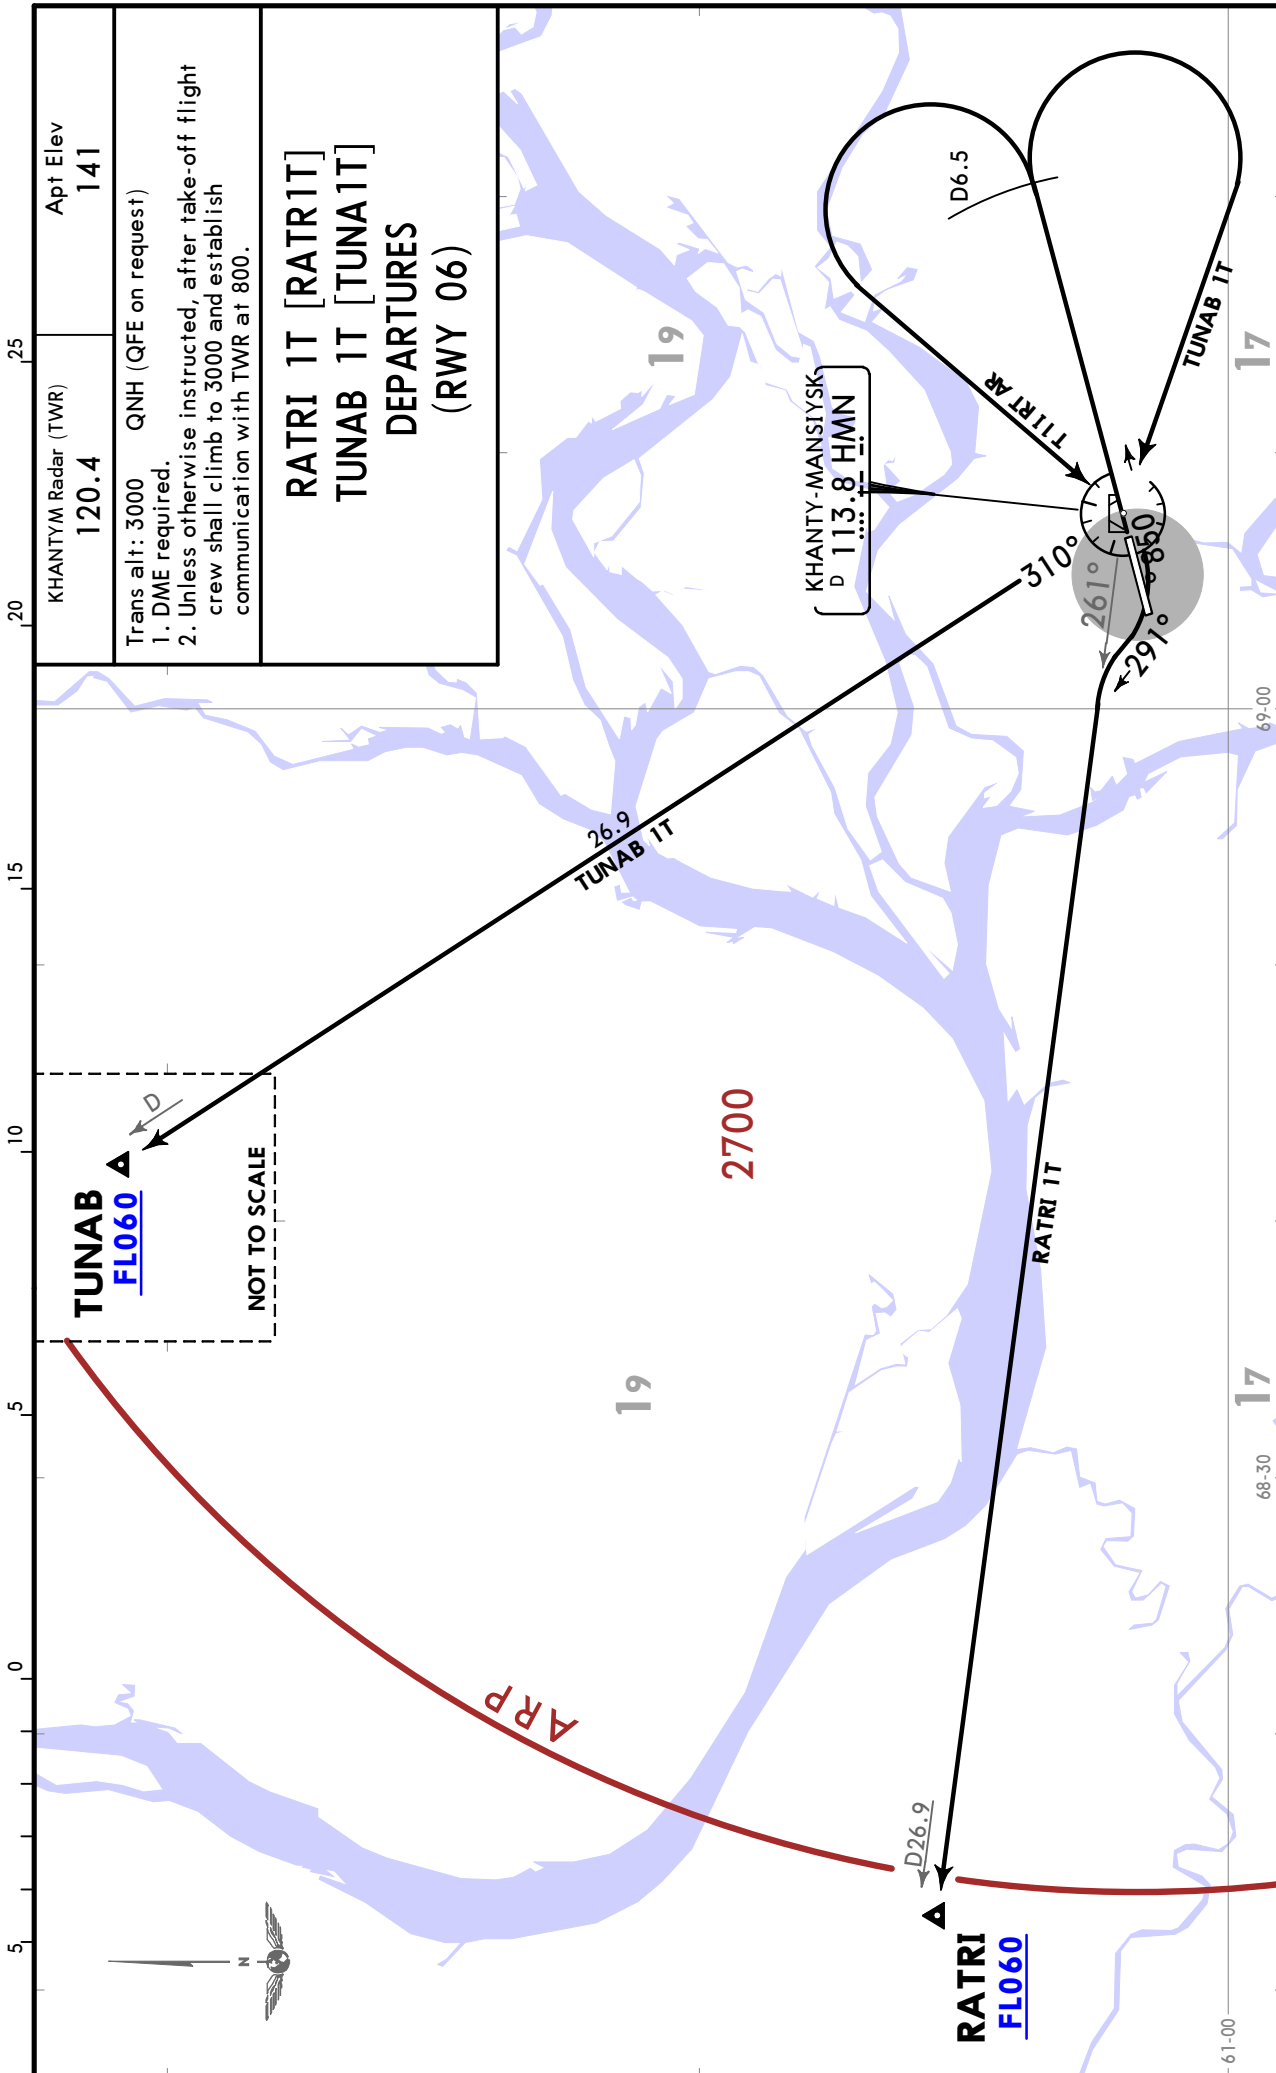 KHANTYM Radar (TWR)
120.4
Apt Elev
141
Trans alt: 3000 QNH (QFE on request)
1. DME required.
2. Unless otherwise instructed, after take-off flight
crew shall climb to 3000 and establish
communication with TWR at 800.
RATRI 1T [RATR1T]
TUNAB 1T [TUNA1T]
DEPARTURES
(RWY 06)
5
0
5
10
15
20
25
TUNAB
FL060
D
NOT TO SCALE
26.9
TUNAB 1T
310°
19
19
2700
ARP
N
KHANTY-MANSIYSK
D 113.8 HMN
D6.5
T1IRTAR
TUNAB 1T
261°
850
291°
RATRI 1T
D26.9
RATRI
FL060
17
17
69-00
68-30
61-00